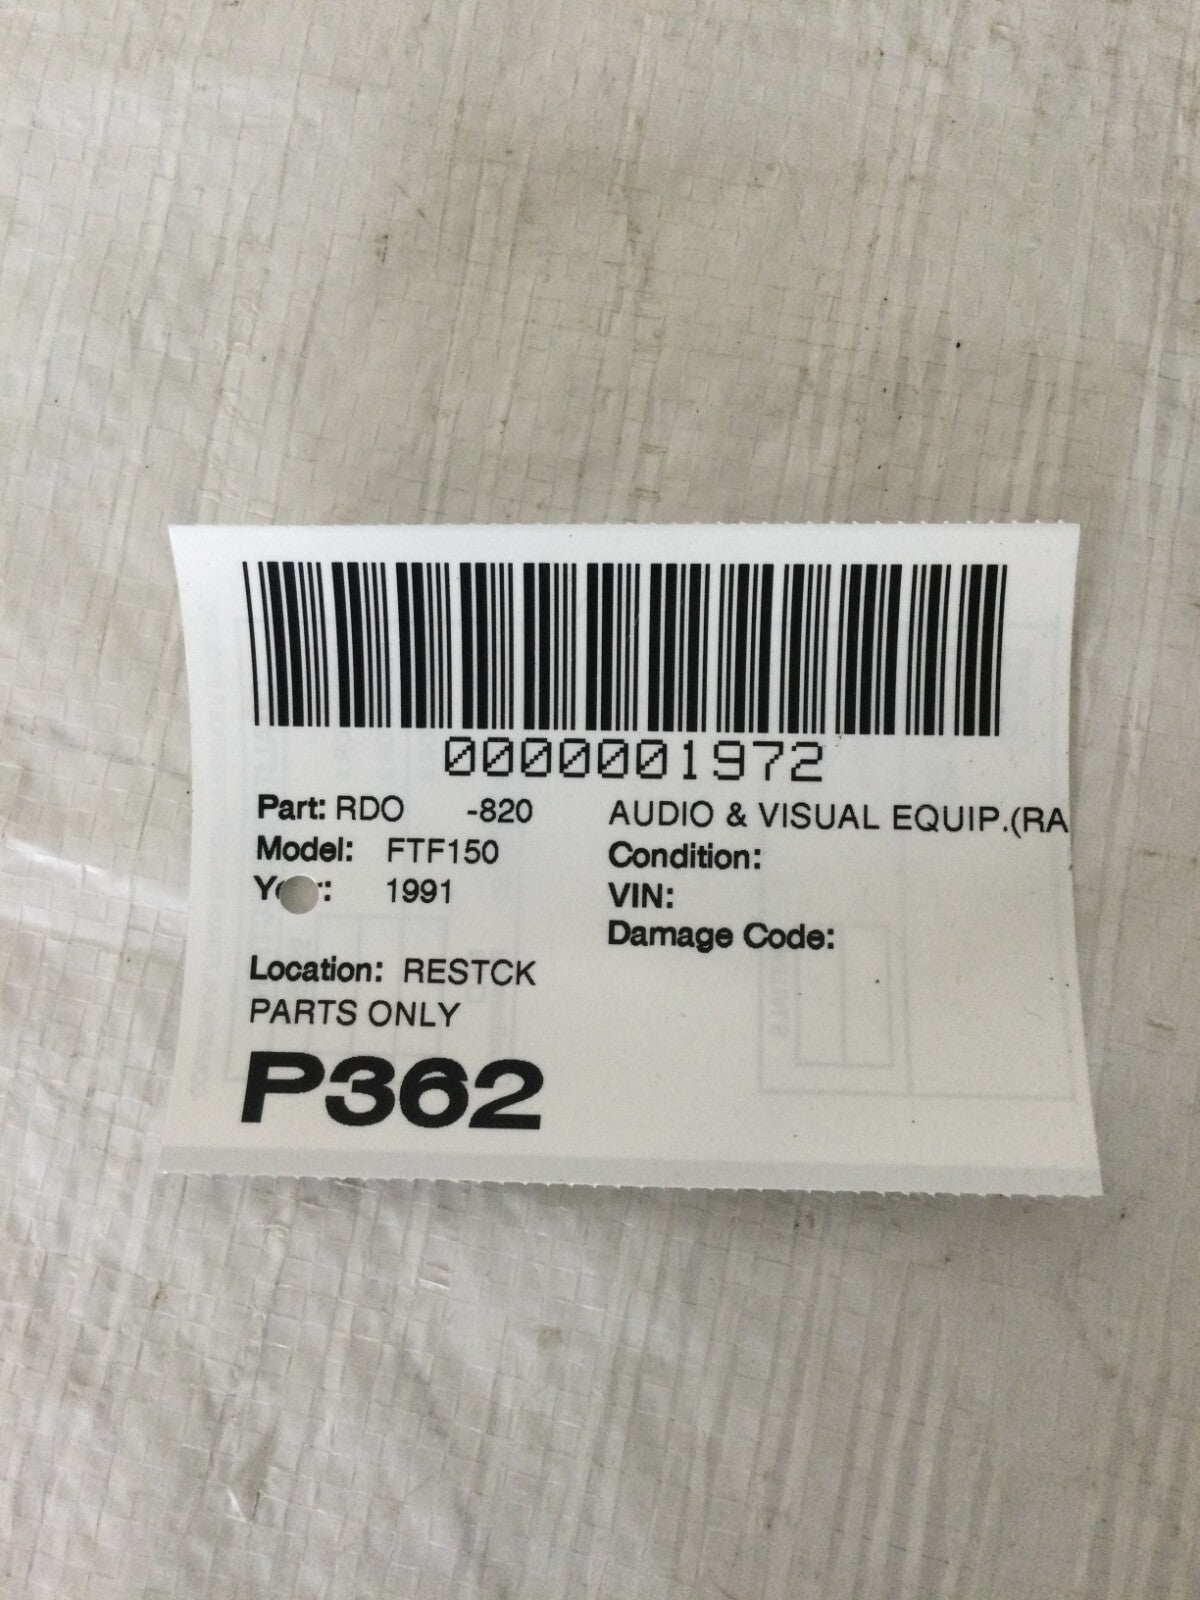 0000001972
Part: RDO -820 AUDIO & VISUAL EQUIP.(RA
Model: FTF150 Condition:
Year: 1991 VIN:
Damage Code:
Location: RESTCK
PARTS ONLY
P362